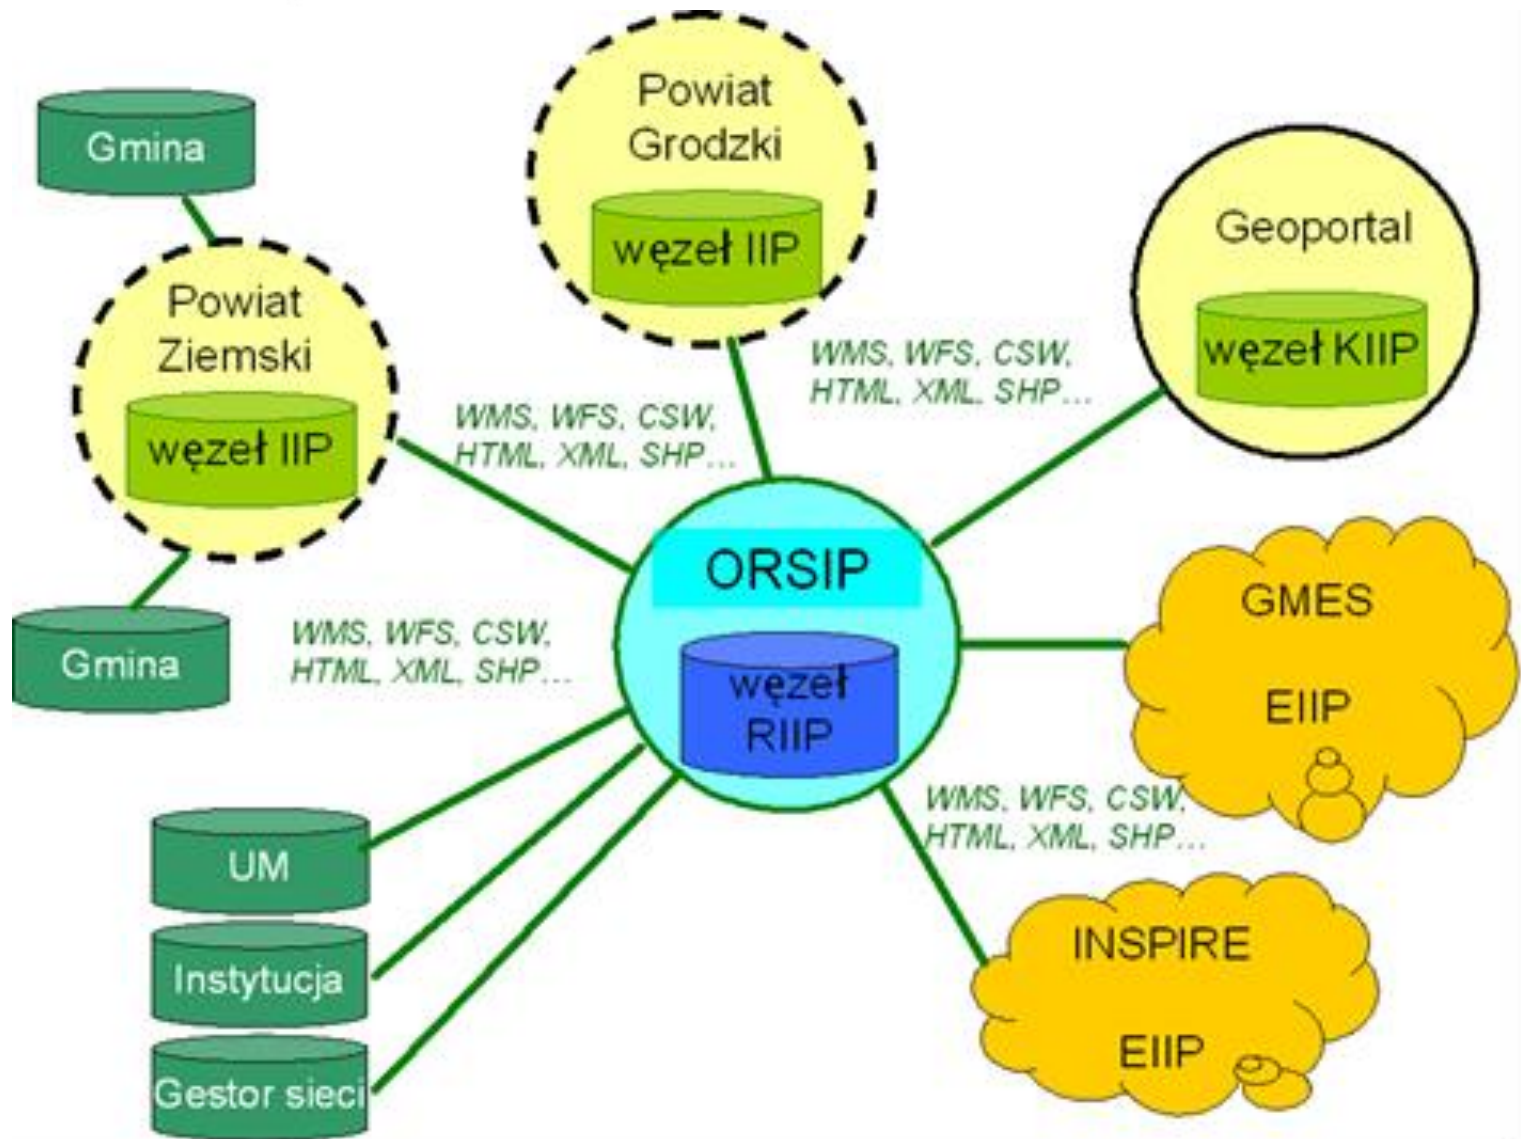 Powiat
Grodzki
węzeł IIP
Gmina
Geoportal
węzeł KIIP
Powiat
Ziemski
węzeł IIP
WMS, WFS, CSW,
HTML, XML, SHP…
WMS, WFS, CSW,
HTML, XML, SHP…
ORSIP
węzeł
RIIP
GMES
EIIP
Gmina
WMS, WFS, CSW,
HTML, XML, SHP…
WMS, WFS, CSW,
HTML, XML, SHP…
UM
Instytucja
Gestor sieci
INSPIRE
EIIP